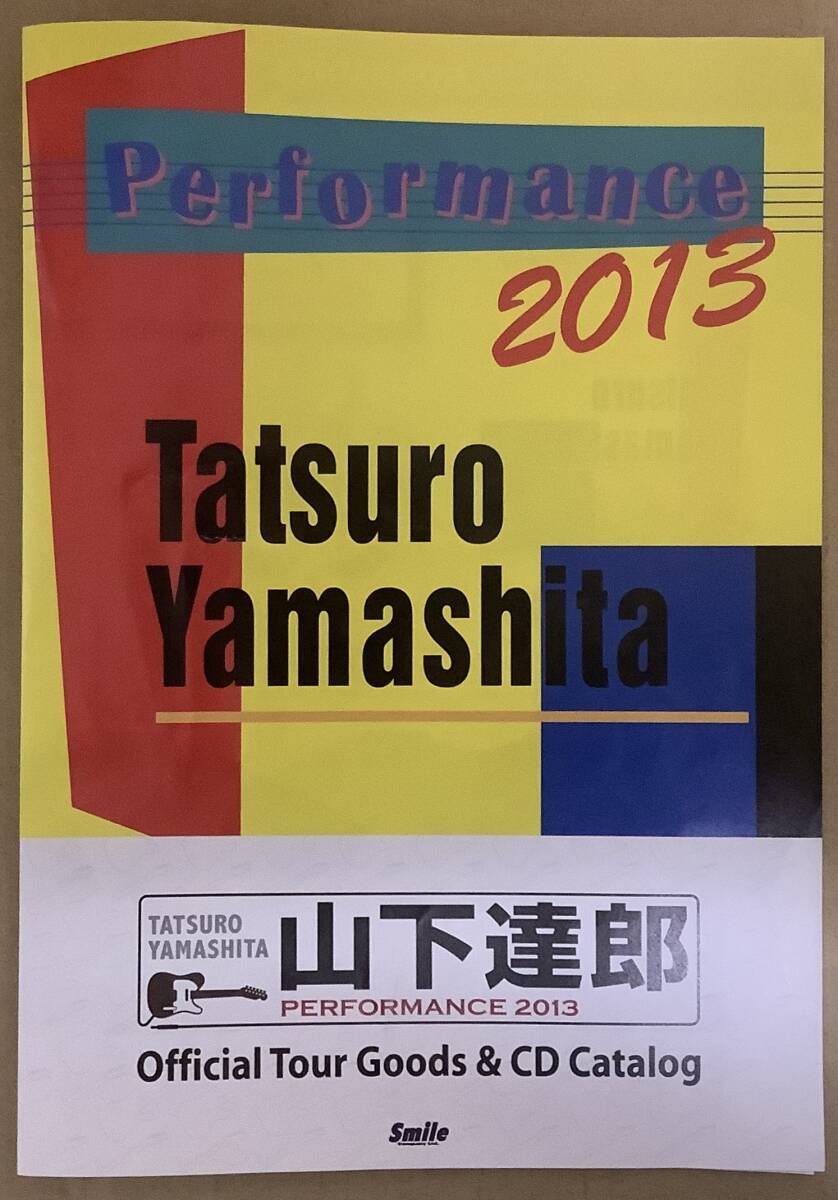 Performance
2013
Tatsuro
Yamashita
TATSURO
YAMASHITA
山下達郎
PERFORMANCE 2013
Official Tour Goods & CD Catalog
Smile